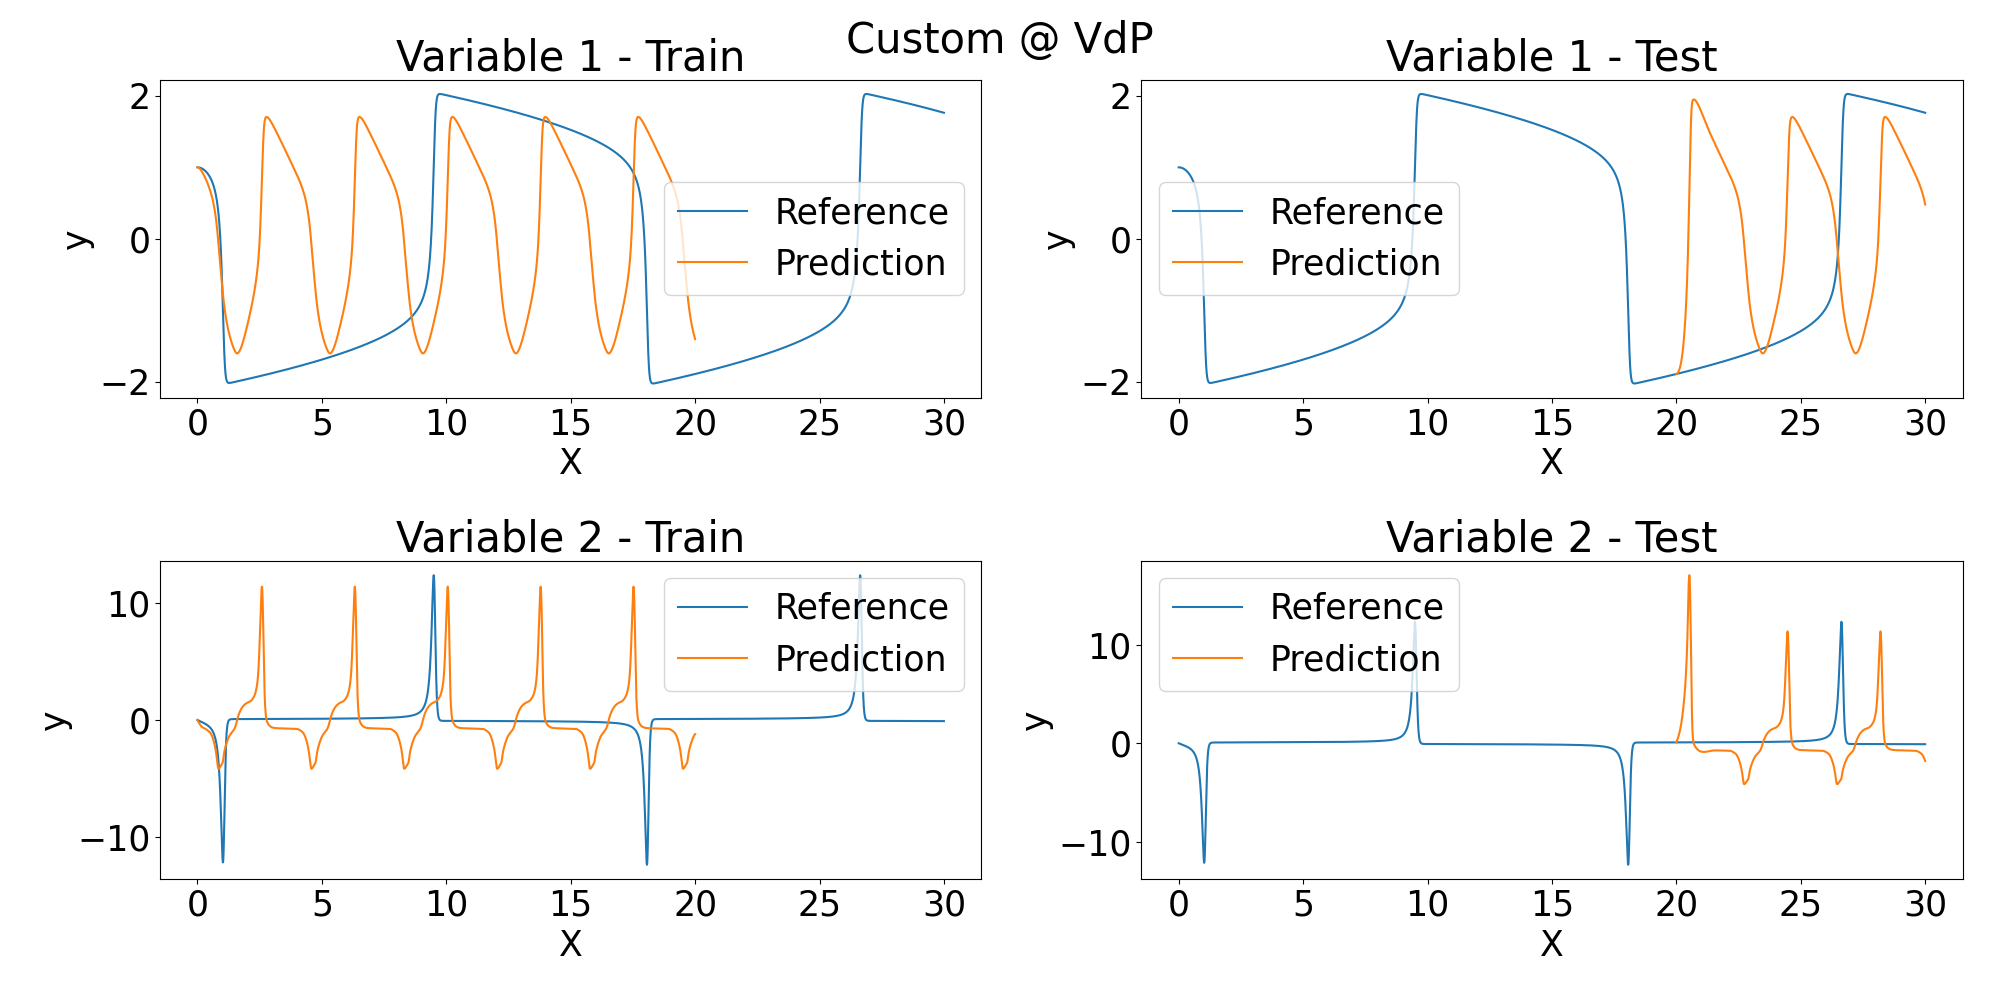 Custom @ VdP
Variable 1 - Train
2
0
−2
y
0 5 10 15 20 25 30
X
Reference
Prediction
Variable 1 - Test
2
0
−2
y
0 5 10 15 20 25 30
X
Reference
Prediction
Variable 2 - Train
10
0
−10
y
0 5 10 15 20 25 30
X
Reference
Prediction
Variable 2 - Test
10
0
−10
y
0 5 10 15 20 25 30
X
Reference
Prediction